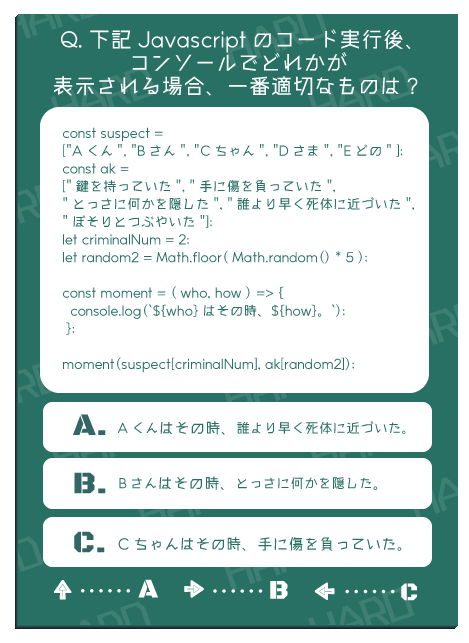 Q. 下記 Javascript のコード実行後、
コンソールでどれかが
表示される場合、一番適切なものは？
const suspect =
["A くん ", "B さん ", "C ちゃん ", "D さま ", "E どの " ];
const ak =
[" 鍵を持っていた ", " 手に傷を負っていた ",
" とっさに何かを隠した ", " 誰より早く死体に近づいた ",
" ぼそりとつぶやいた "];
let criminalNum = 2;
let random2 = Math.floor( Math.random() * 5 );
const moment = ( who, how ) => {
console.log(`${who} はその時、${how}。`);
};
moment(suspect[criminalNum], ak[random2]);
A. A くんはその時、誰より早く死体に近づいた。
B. B さんはその時、とっさに何かを隠した。
C. C ちゃんはその時、手に傷を負っていた。
↑ ······ A → ······ B ← ······ C
HARD